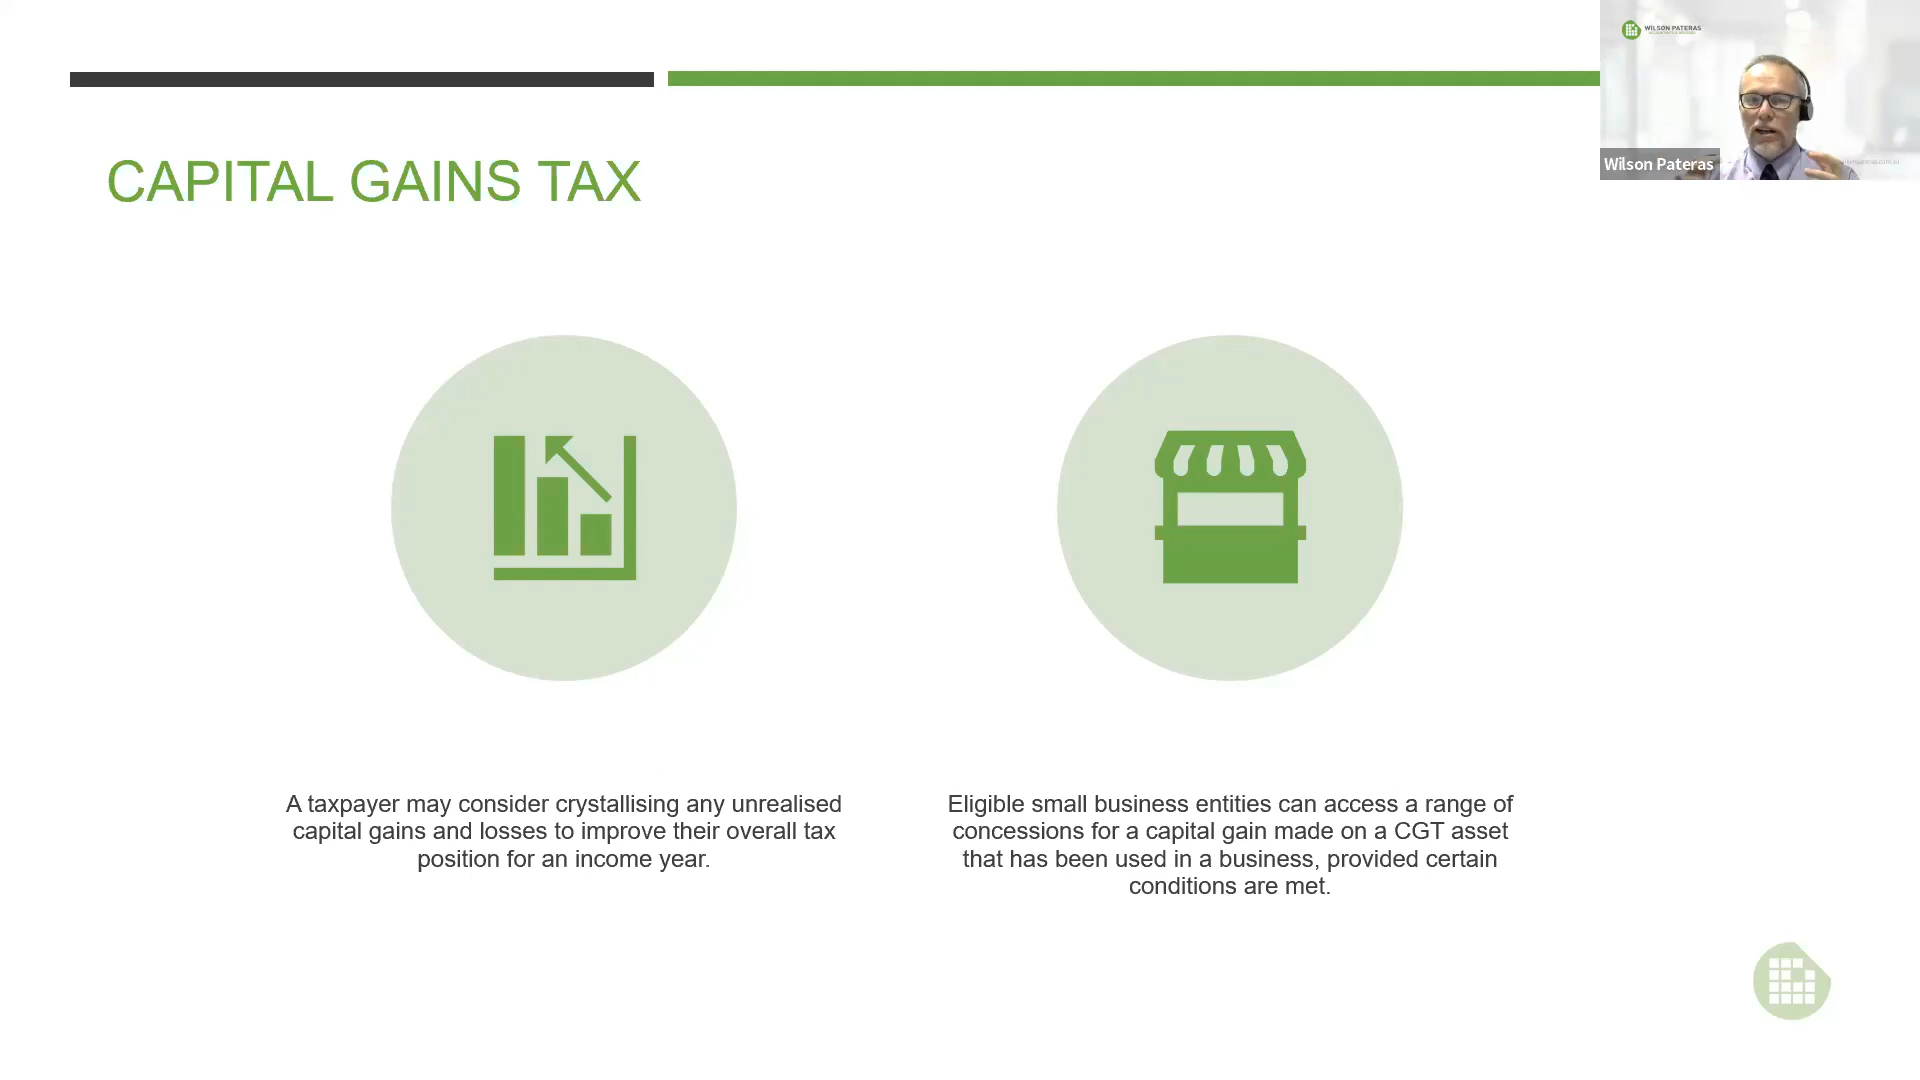 WILSON PATERAS
Wilson Pateras
CAPITAL GAINS TAX
A taxpayer may consider crystallising any unrealised
capital gains and losses to improve their overall tax
position for an income year.
Eligible small business entities can access a range of
concessions for a capital gain made on a CGT asset
that has been used in a business, provided certain
conditions are met.